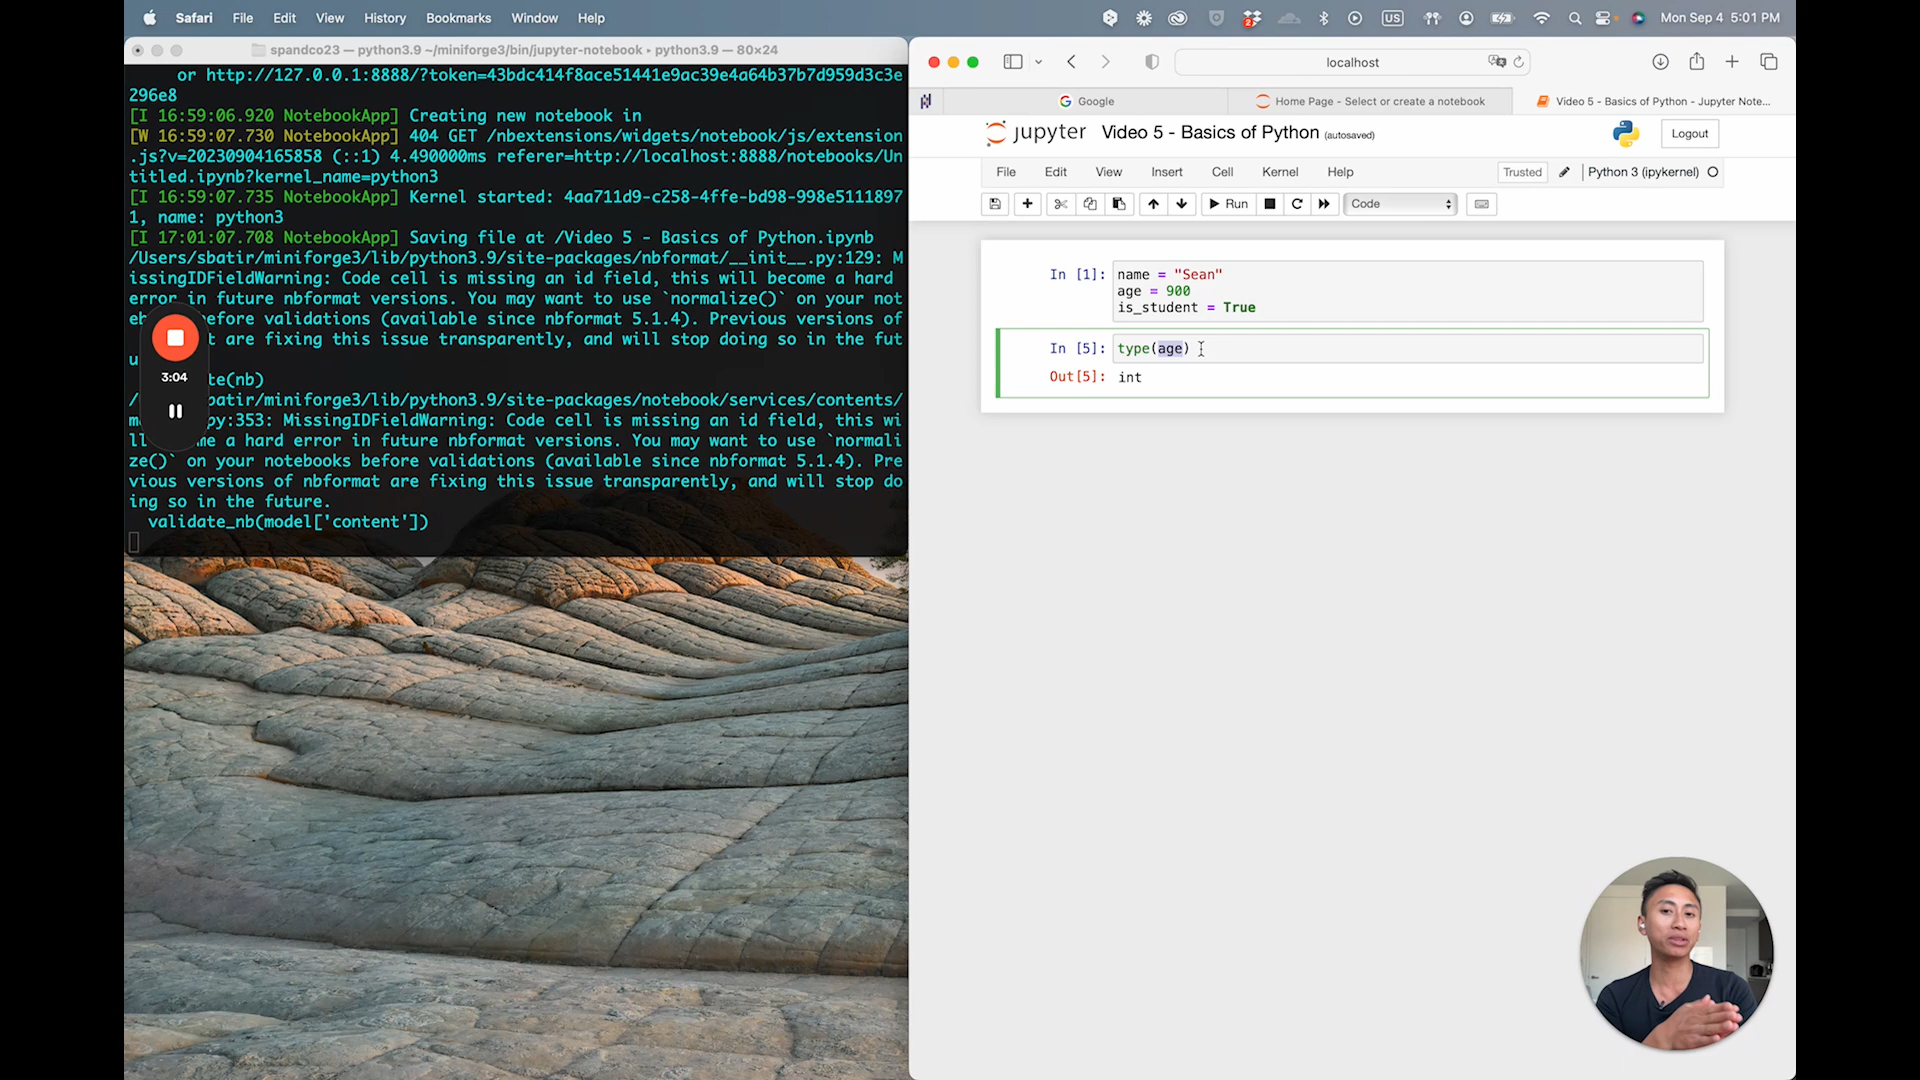 Safari File Edit View History Bookmarks Window Help
2 US Mon Sep 4 5:01 PM
spandco23 — python3.9 ~/miniforge3/bin/jupyter-notebook • python3.9 — 80×24
or http://127.0.0.1:8888/?token=43bdc414f8ace51441e9ac39e4a64b37b7d959d3c3e
296e8
[I 16:59:06.920 NotebookApp] Creating new notebook in
[W 16:59:07.730 NotebookApp] 404 GET /nbextensions/widgets/notebook/js/extension
.js?v=20230904165858 (::1) 4.490000ms referer=http://localhost:8888/notebooks/Un
titled.ipynb?kernel_name=python3
[I 16:59:07.735 NotebookApp] Kernel started: 4aa711d9-c258-4ffe-bd98-998e5111897
1, name: python3
[I 17:01:07.708 NotebookApp] Saving file at /Video 5 - Basics of Python.ipynb
/Users/sbatir/miniforge3/lib/python3.9/site-packages/nbformat/__init__.py:129: M
issingIDFieldWarning: Code cell is missing an id field, this will become a hard
error in future nbformat versions. You may want to use `normalize()` on your not
eb efore validations (available since nbformat 5.1.4). Previous versions of
t are fixing this issue transparently, and will stop doing so in the fut
u
3:04 te(nb)
/ batir/miniforge3/lib/python3.9/site-packages/notebook/services/contents/
m py:353: MissingIDFieldWarning: Code cell is missing an id field, this wi
ll me a hard error in future nbformat versions. You may want to use `normali
ze()` on your notebooks before validations (available since nbformat 5.1.4). Pre
vious versions of nbformat are fixing this issue transparently, and will stop do
ing so in the future.
validate_nb(model['content'])
localhost
Google
Home Page - Select or create a notebook
Video 5 - Basics of Python - Jupyter Note...
jupyter Video 5 - Basics of Python (autosaved)
Logout
File Edit View Insert Cell Kernel Help
Trusted
Python 3 (ipykernel)
Run
Code
In [1]: name = "Sean"
age = 900
is_student = True
In [5]: type(age)
Out[5]: int